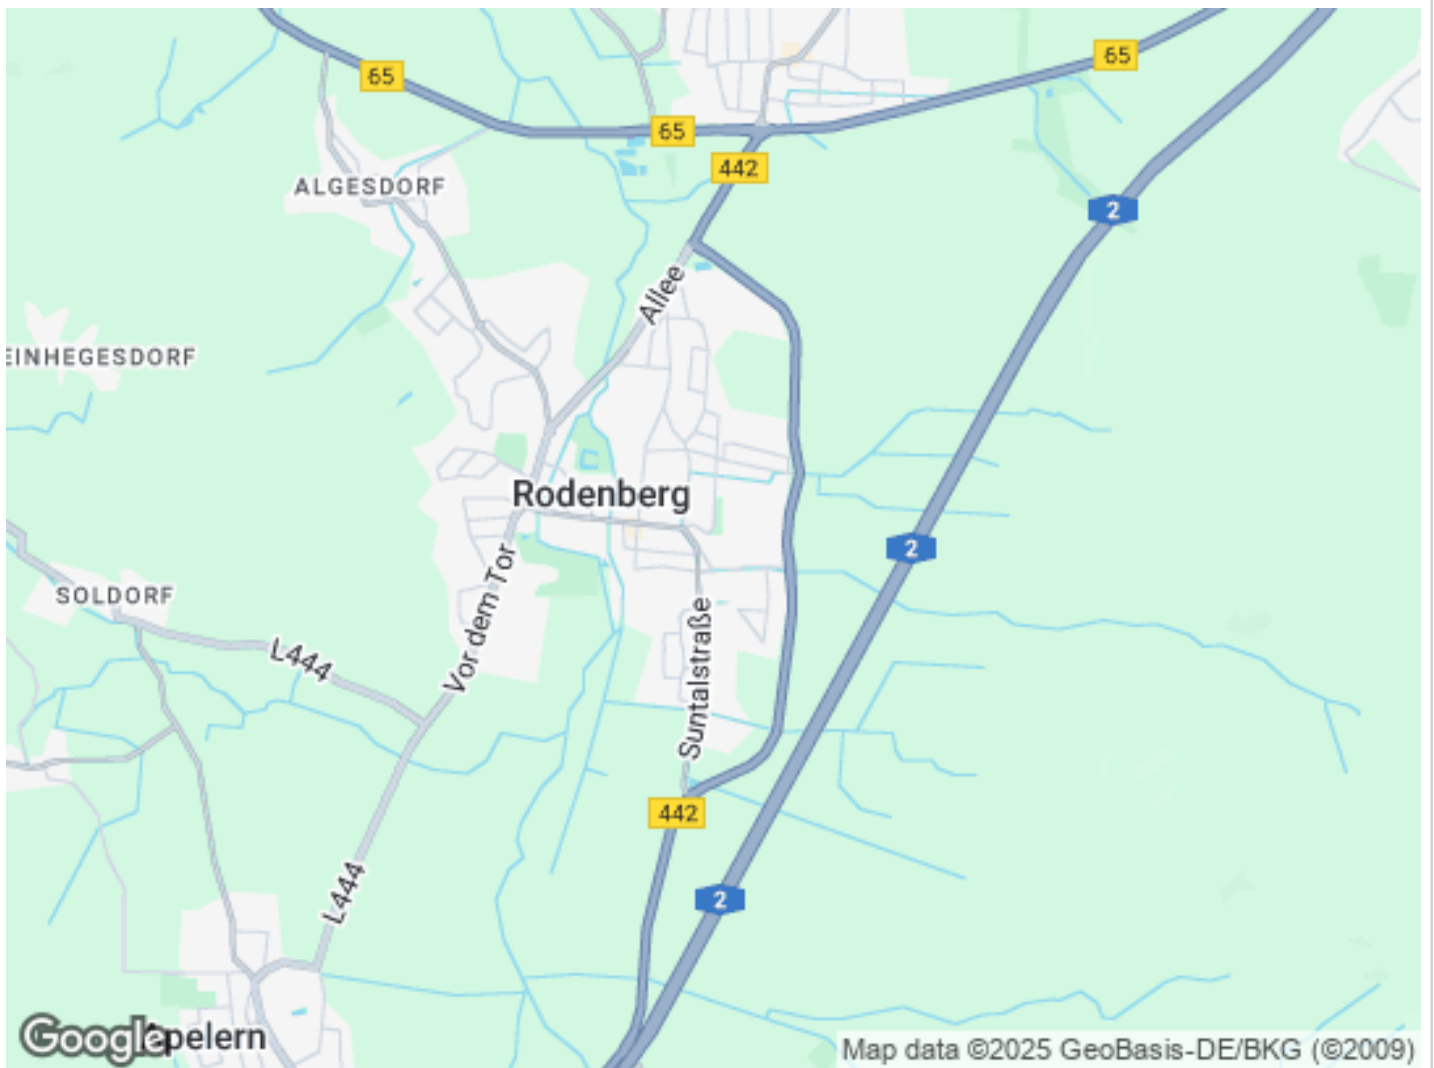 65
65
65
442
2
ALGESDORF
Allee
EINHEGESDORF
Rodenberg
2
Vor dem Tor
SOLDORF
L444
Suntalstraße
442
L444
2
Apelern
Google
Map data ©2025 GeoBasis-DE/BKG (©2009)